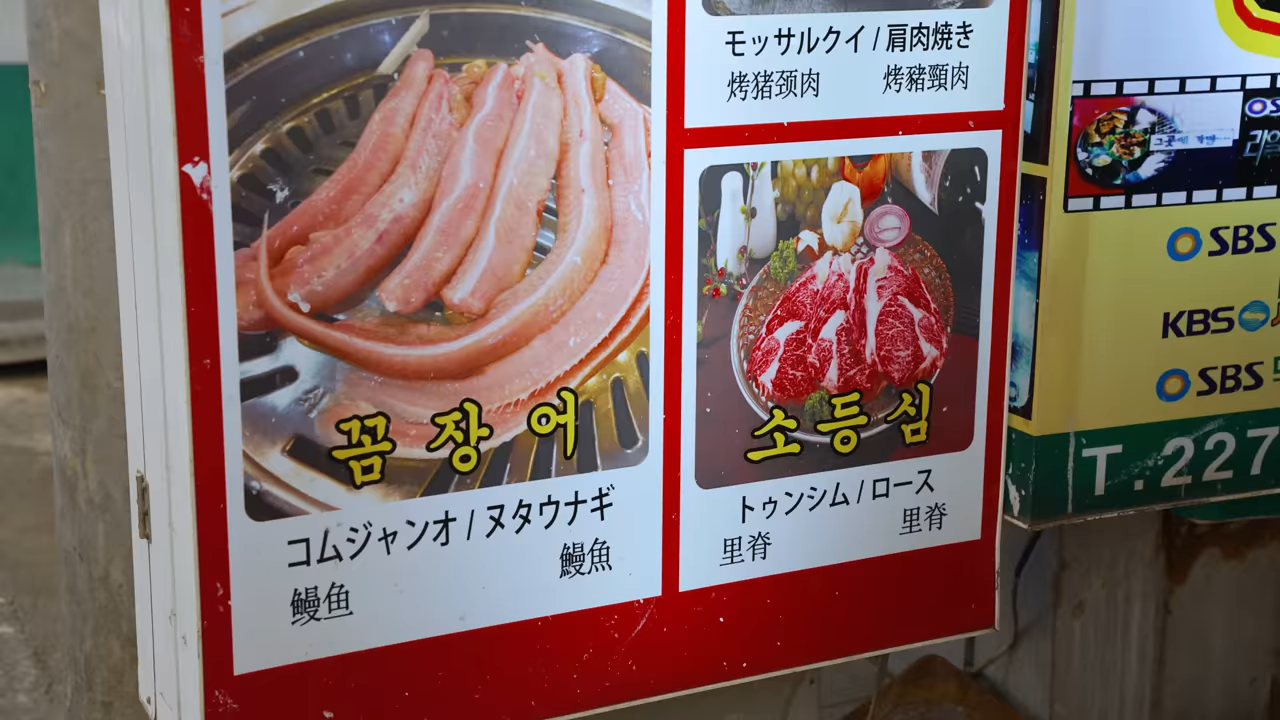 모ッサルクイ / 肩肉焼き
烤猪颈肉 烤豬頸肉
꼼장어
コムジャンオ / ヌタウナギ
鳗鱼 鰻魚
소등심
トゥンシム / ロース
里脊 里脊
SBS
KBS
SBS
T.227